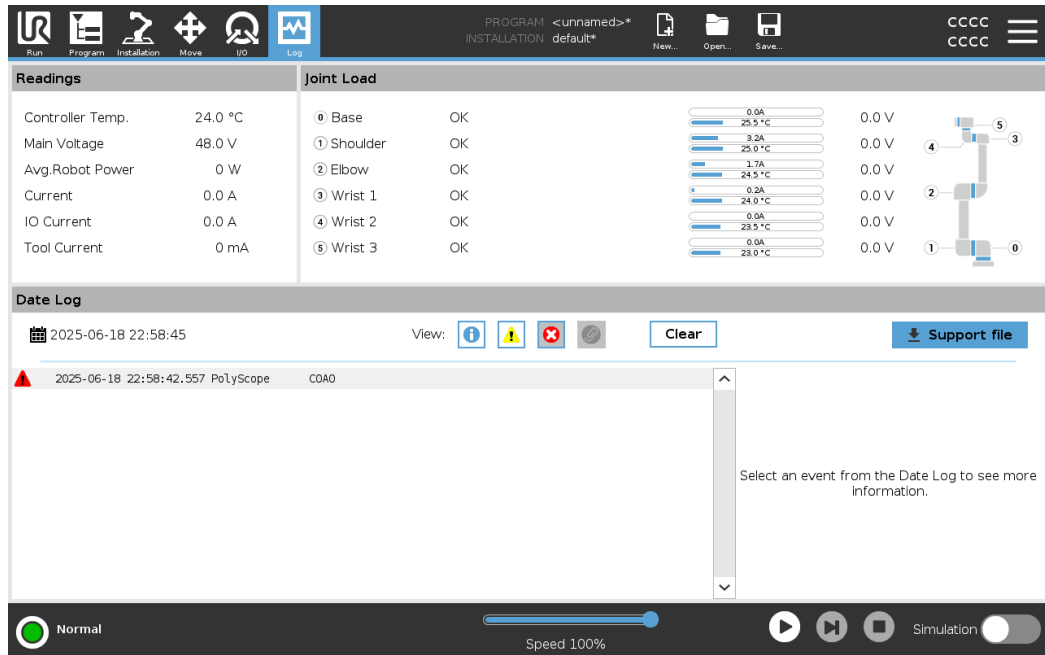 UR
PROGRAM <unnamed>*
INSTALLATION default*
CCCC
CCCC
Run Program Installation Move I/O Log New... Open... Save...
Readings
Joint Load
Controller Temp. 24.0 °C
Main Voltage 48.0 V
Avg.Robot Power 0 W
Current 0.0 A
IO Current 0.0 A
Tool Current 0 mA
0 Base OK 0.0A 25.5 °C 0.0 V
1 Shoulder OK 3.2A 25.0 °C 0.0 V
2 Elbow OK 1.7A 24.5 °C 0.0 V
3 Wrist 1 OK 0.2A 24.0 °C 0.0 V
4 Wrist 2 OK 0.0A 23.5 °C 0.0 V
5 Wrist 3 OK 0.0A 23.0 °C 0.0 V
5
3
4
2
1 0
Date Log
2025-06-18 22:58:45 View: Clear Support file
2025-06-18 22:58:42.557 PolyScope C0A0
Select an event from the Date Log to see more
information.
Normal
Speed 100%
Simulation